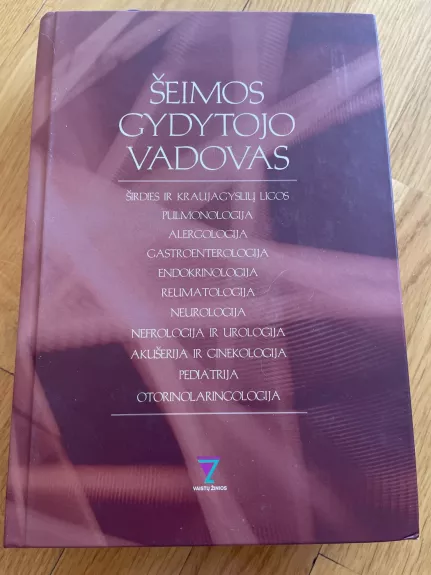 ŠEIMOS
GYDYTOJO
VADOVAS
ŠIRDIES IR KRAUJAGYSLIŲ LIGOS
PULMONOLOGIJA
ALERGOLOGIJA
GASTROENTEROLOGIJA
ENDOKRINOLOGIJA
REUMATOLOGIJA
NEUROLOGIJA
NEFROLOGIJA IR UROLOGIJA
AKUŠERIJA IR GINEKOLOGIJA
PEDIATRIJA
OTORINOLARINGOLOGIJA
VAISTŲ ŽINIOS